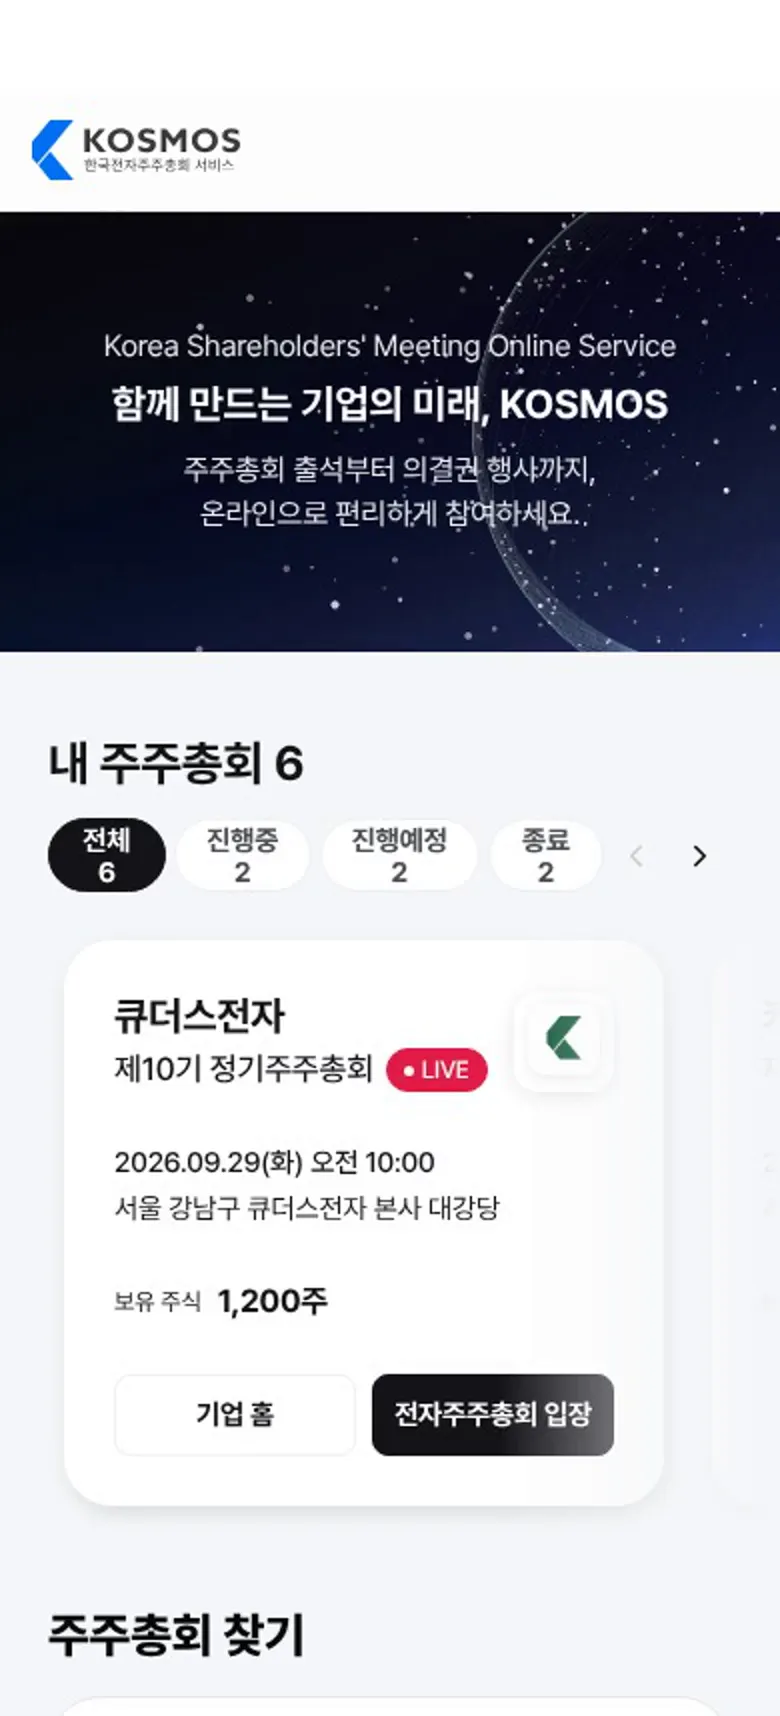 KOSMOS
한국전자주주총회 서비스
Korea Shareholders' Meeting Online Service
함께 만드는 기업의 미래, KOSMOS
주주총회 출석부터 의결권 행사까지,
온라인으로 편리하게 참여하세요.
내 주주총회 6
전체
6
진행중
2
진행예정
2
종료
2
큐더스전자
제10기 정기주주총회
LIVE
2026.09.29(화) 오전 10:00
서울 강남구 큐더스전자 본사 대강당
보유 주식 1,200주
기업 홈
전자주주총회 입장
주주총회 찾기